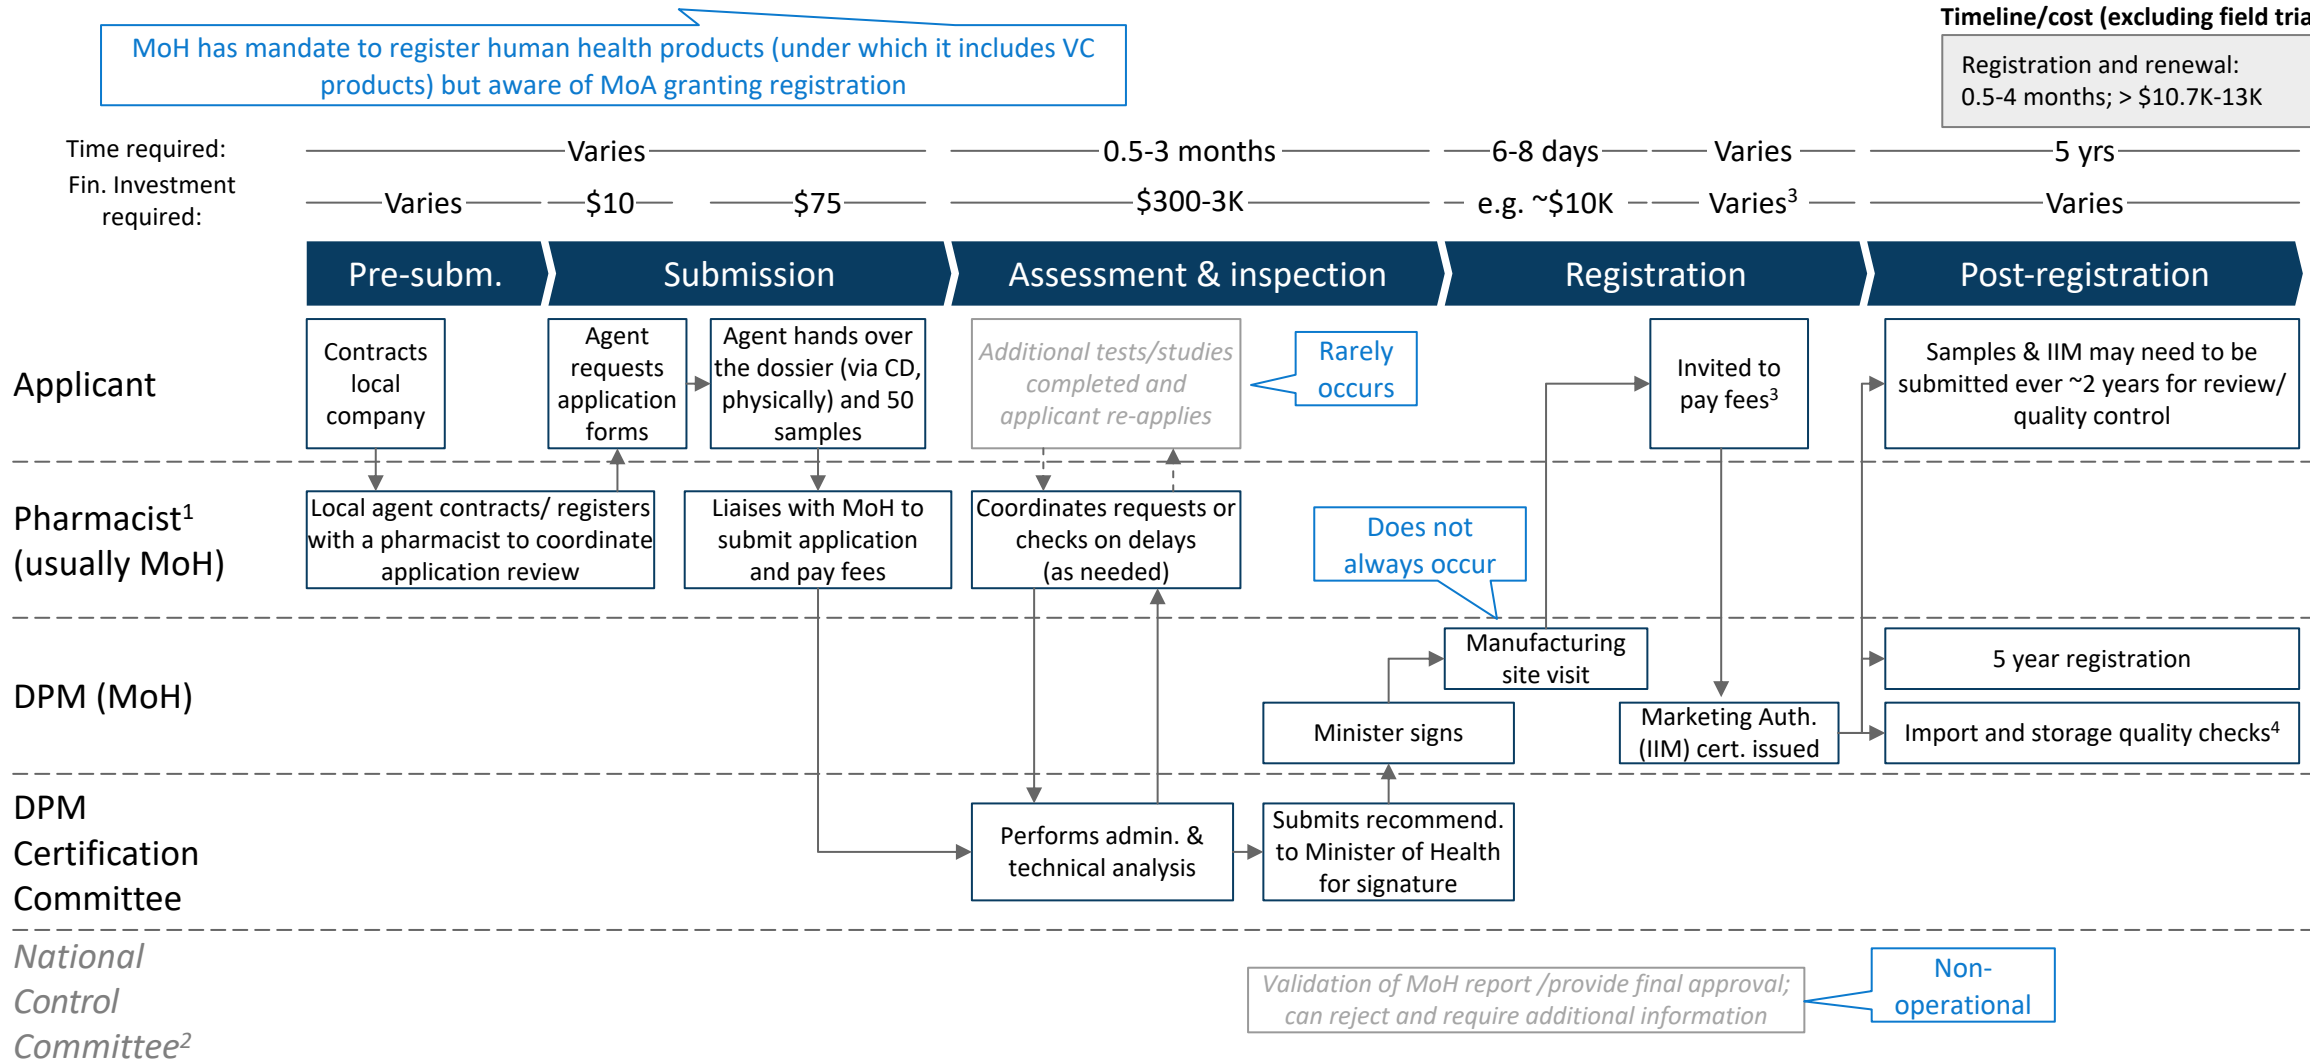 Timeline/cost (excluding field tria
MoH has mandate to register human health products (under which it includes VC
products) but aware of MoA granting registration
Registration and renewal:
0.5-4 months; > $10.7K-13K
Time required:
Varies
0.5-3 months
6-8 days
Varies
5 yrs
Fin. Investment
required:
Varies
$10
$75
$300-3K
e.g. ~$10K
Varies³
Varies
Pre-subm.
Submission
Assessment & inspection
Registration
Post-registration
Applicant
Contracts
local
company
Agent
requests
application
forms
Agent hands over
the dossier (via CD,
physically) and 50
samples
Additional tests/studies
completed and
applicant re-applies
Rarely
occurs
Invited to
pay fees³
Samples & IIM may need to be
submitted ever ~2 years for review/
quality control
Pharmacist¹
(usually MoH)
Local agent contracts/ registers
with a pharmacist to coordinate
application review
Liaises with MoH to
submit application
and pay fees
Coordinates requests or
checks on delays
(as needed)
Does not
always occur
DPM (MoH)
Manufacturing
site visit
5 year registration
Minister signs
Marketing Auth.
(IIM) cert. issued
Import and storage quality checks⁴
DPM
Certification
Committee
Performs admin. &
technical analysis
Submits recommend.
to Minister of Health
for signature
National
Control
Committee²
Validation of MoH report /provide final approval;
can reject and require additional information
Non-
operational